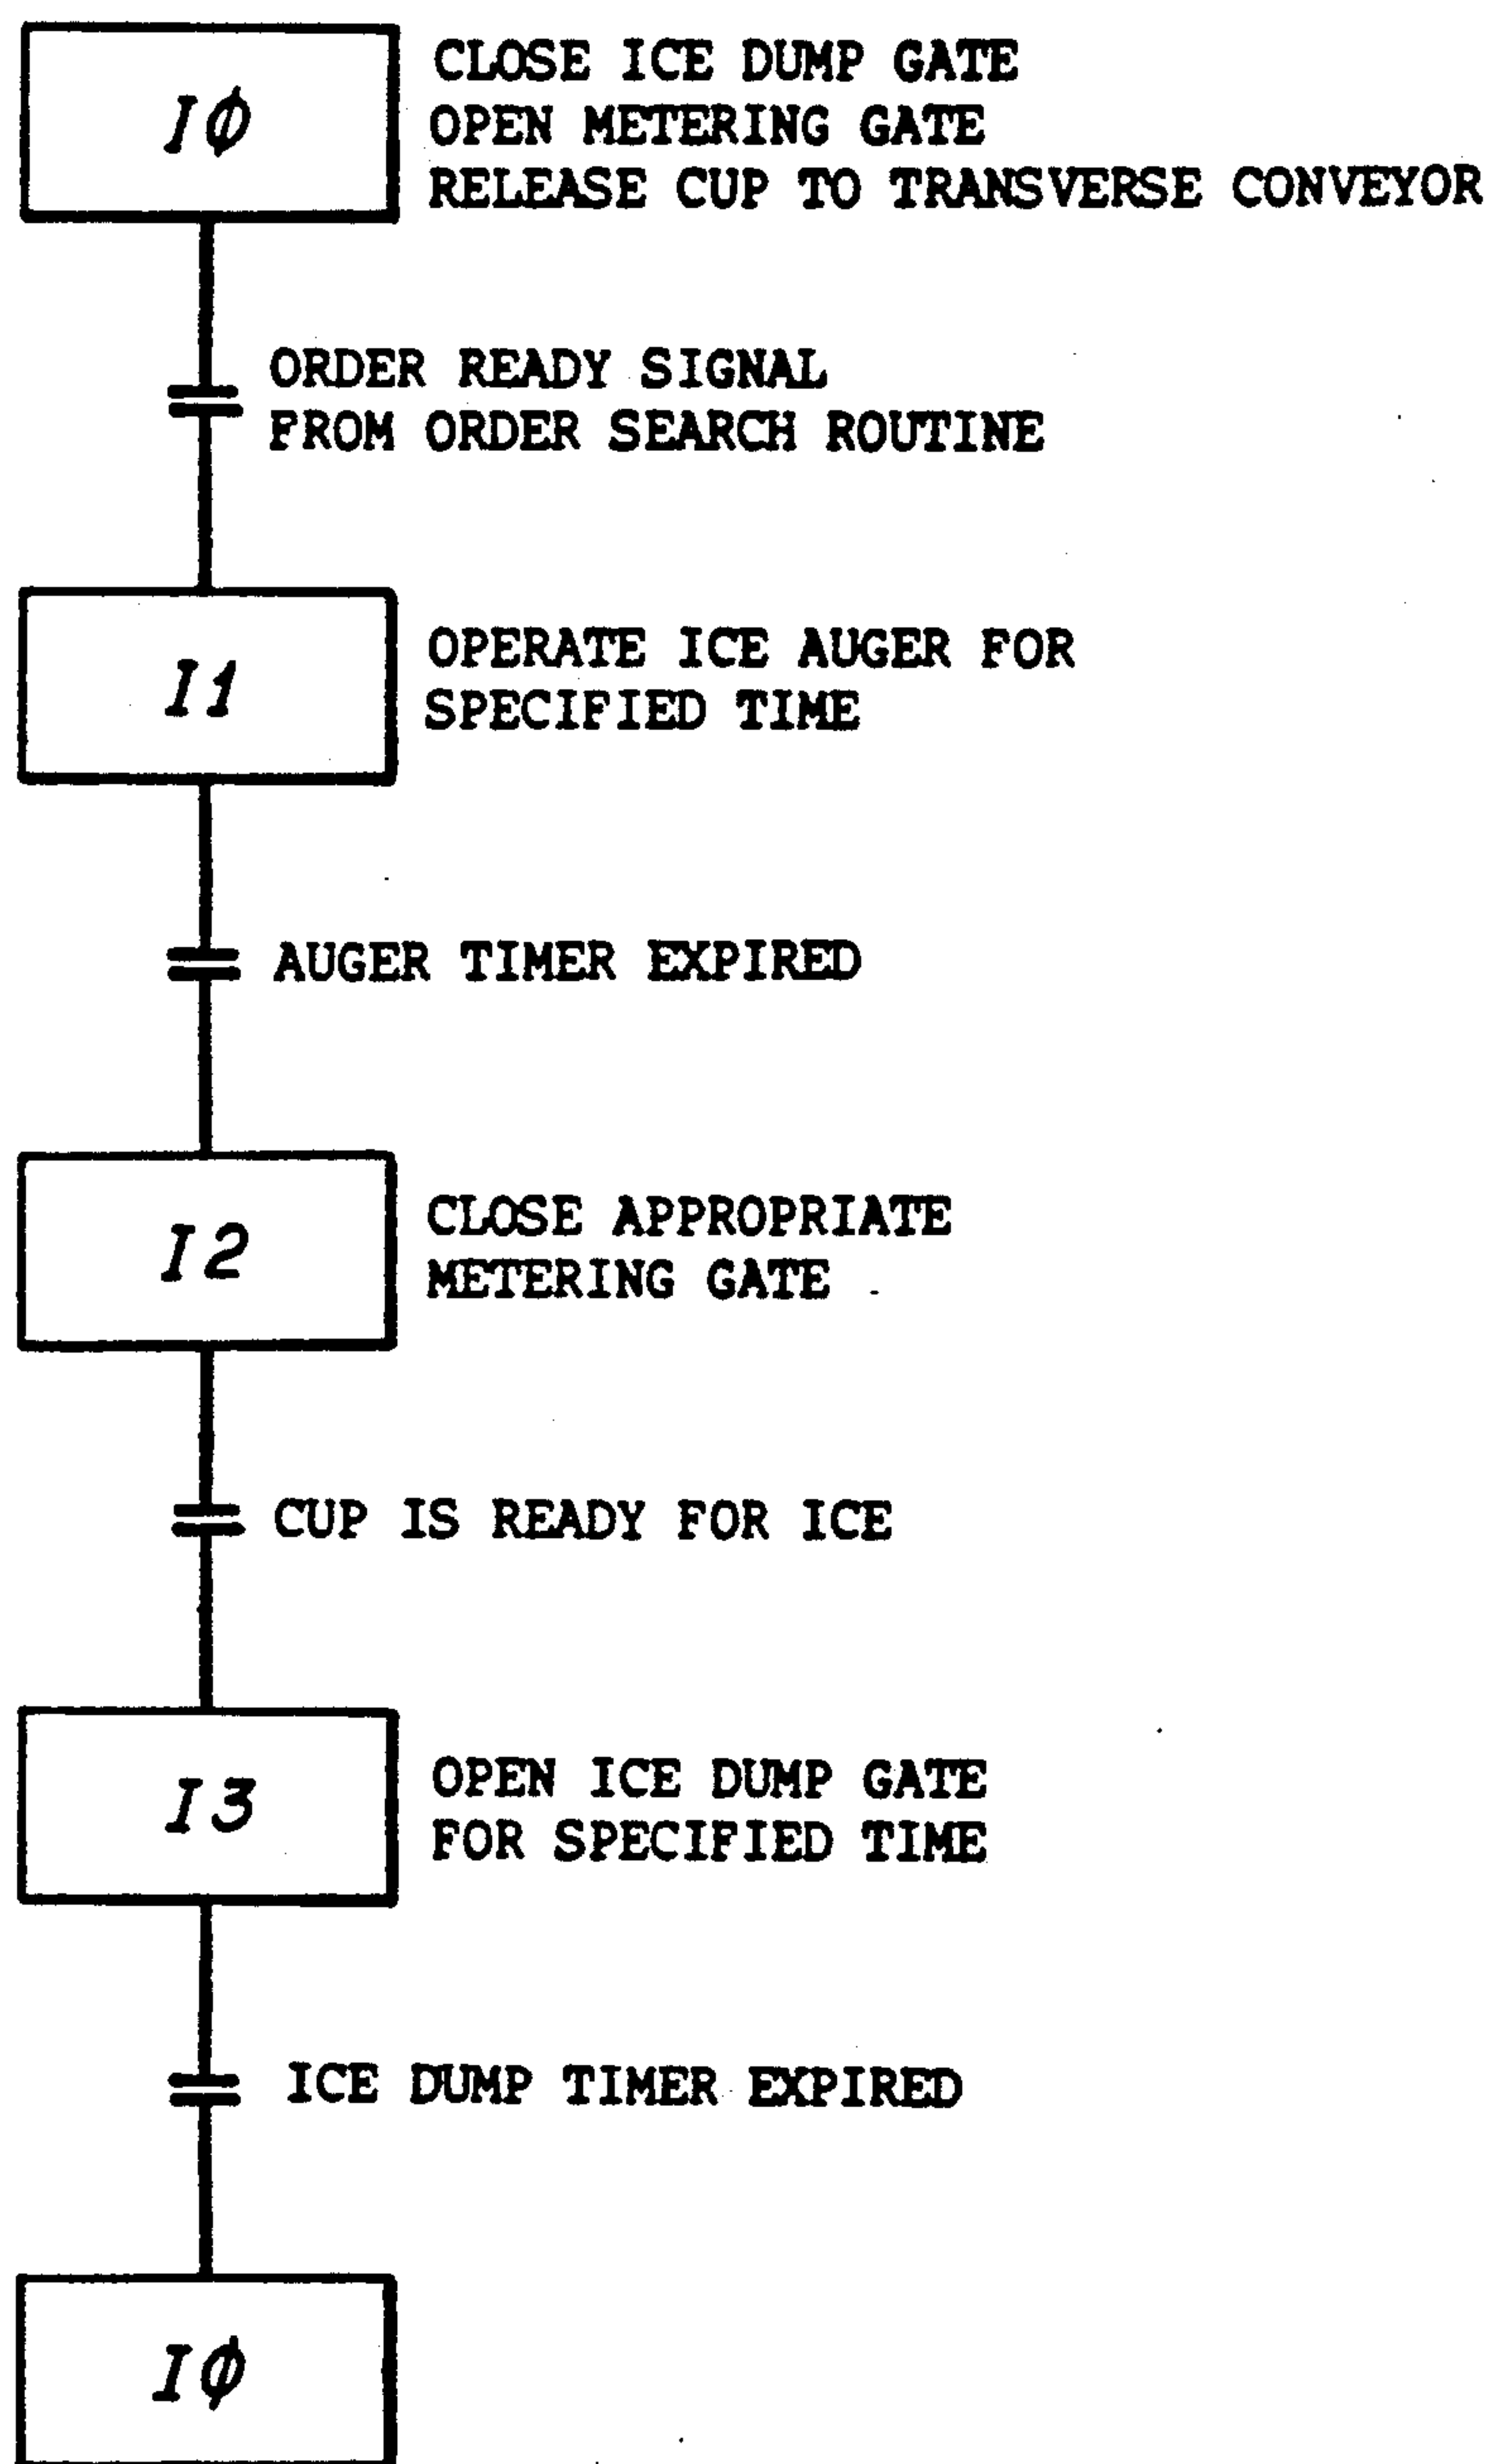 IØ
CLOSE ICE DUMP GATE
OPEN METERING GATE
RELEASE CUP TO TRANSVERSE CONVEYOR
ORDER READY SIGNAL
FROM ORDER SEARCH ROUTINE
I1
OPERATE ICE AUGER FOR
SPECIFIED TIME
AUGER TIMER EXPIRED
I2
CLOSE APPROPRIATE
METERING GATE
CUP IS READY FOR ICE
I3
OPEN ICE DUMP GATE
FOR SPECIFIED TIME
ICE DUMP TIMER EXPIRED
IØ